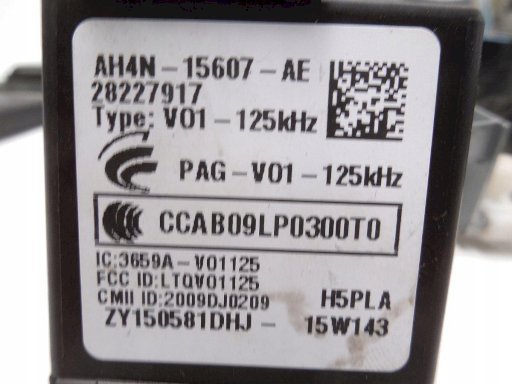 AH4N-15607-AE
28227917
Type: V01-125kHz
PAG-V01-125kHz
CCAB09LP0300T0
IC:3659A-V01125
FCC ID:LTQV01125
CMII ID:2009DJ0209 H5PLA
ZY150581DHJ- 15W143